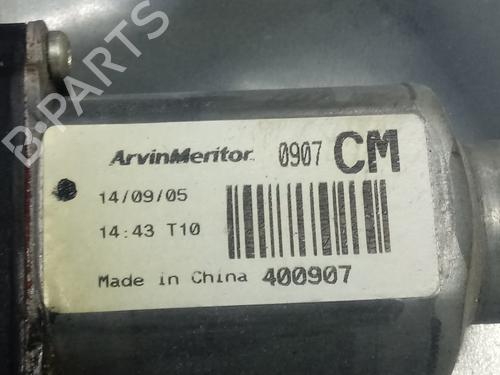 B-PARTS
ArvinMeritor 0907 CM
14/09/05
14:43 T10
Made in China 400907